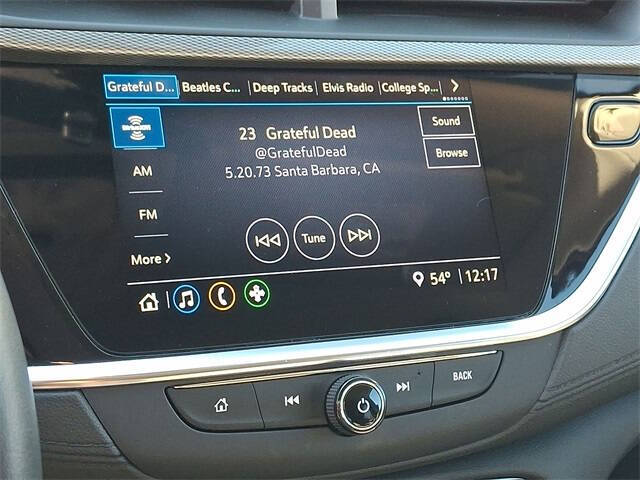 Grateful D... Beatles C... Deep Tracks Elvis Radio College Sp...
SiriusXM
Sound
23 Grateful Dead
@GratefulDead
Browse
5.20.73 Santa Barbara, CA
AM
FM
Tune
More
54° 12:17
BACK